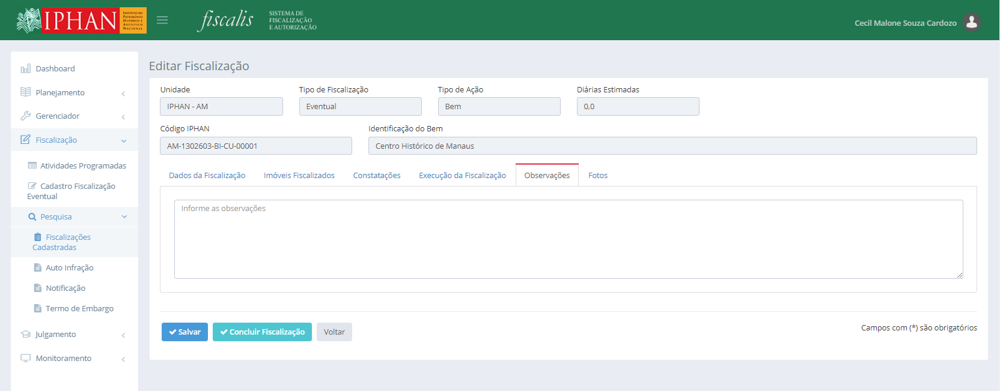 IPHAN
INSTITUTO DO
PATRIMÔNIO
HISTÓRICO E
ARTÍSTICO
NACIONAL
fiscalis
SISTEMA DE
FISCALIZAÇÃO
E AUTORIZAÇÃO
Cecil Malone Souza Cardozo
Dashboard
Planejamento
Gerenciador
Fiscalização
Atividades Programadas
Cadastro Fiscalização
Eventual
Pesquisa
Fiscalizações
Cadastradas
Auto Infração
Notificação
Termo de Embargo
Julgamento
Monitoramento
Editar Fiscalização
Unidade Tipo de Fiscalização Tipo de Ação Diárias Estimadas
IPHAN - AM Eventual Bem 0,0
Código IPHAN Identificação do Bem
AM-1302603-BI-CU-00001 Centro Histórico de Manaus
Dados da Fiscalização Imóveis Fiscalizados Constatações Execução da Fiscalização Observações Fotos
Informe as observações
Salvar Concluir Fiscalização Voltar
Campos com (*) são obrigatórios